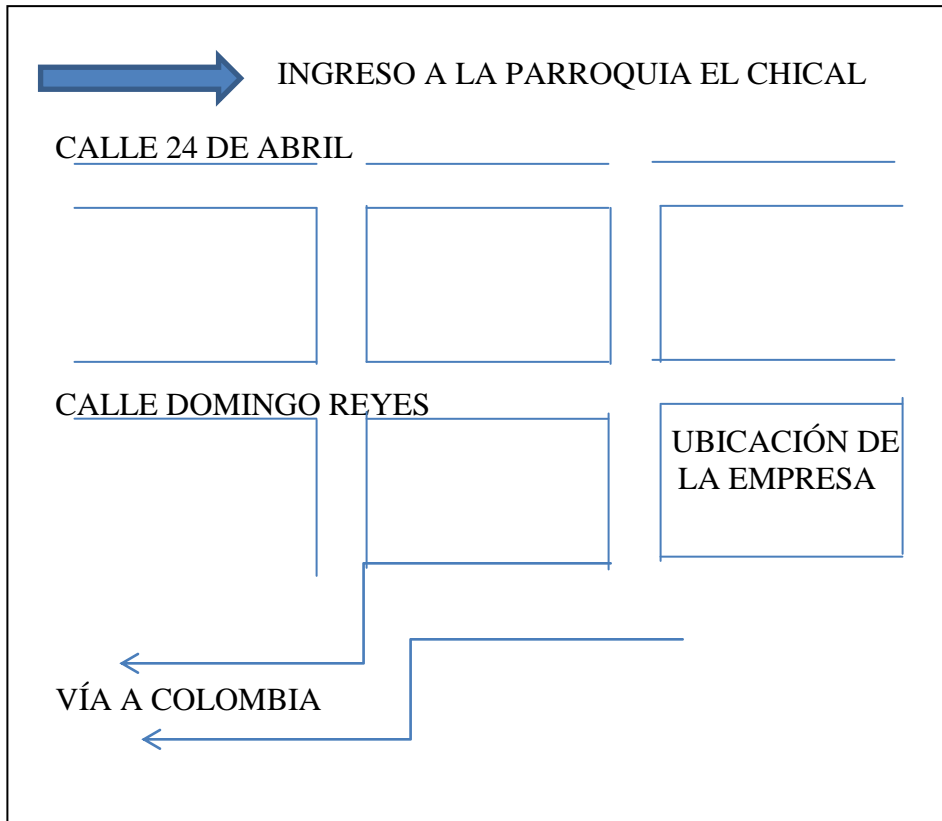 INGRESO A LA PARROQUIA EL CHICAL
CALLE 24 DE ABRIL
CALLE DOMINGO REYES
UBICACIÓN DE
LA EMPRESA
VÍA A COLOMBIA